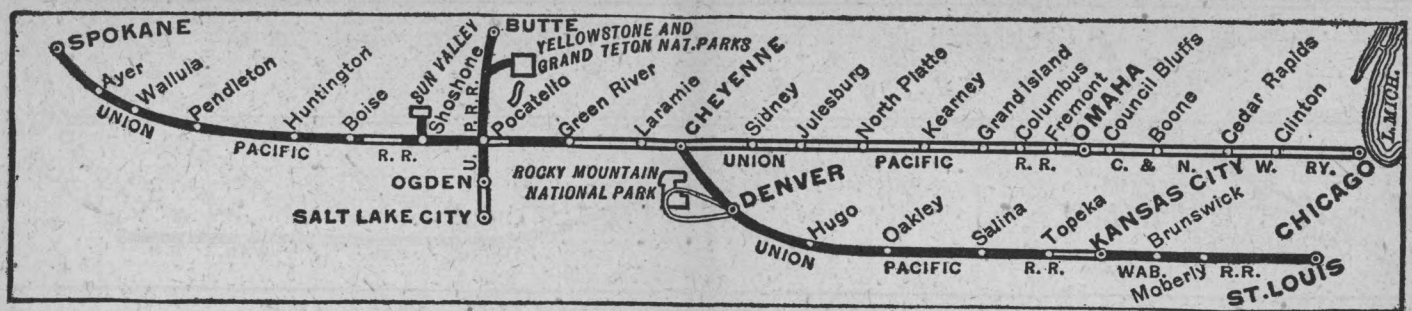 SPOKANE
Ayer
Wallula
Pendleton
Huntington
Boise
SUN VALLEY
Shoshone
BUTTE
YELLOWSTONE AND
GRAND TETON NAT. PARKS
Pocatello
Green River
Laramie
CHEYENNE
Sidney
Julesburg
North Platte
Kearney
Grand Island
Columbus
Fremont
OMAHA
Council Bluffs
Boone
Cedar Rapids
Clinton
L. MICH.
UNION
PACIFIC
R. R.
U. P. R. R.
UNION
PACIFIC
R. R.
C. &
N.
W.
RY.
CHICAGO
OGDEN
SALT LAKE CITY
ROCKY MOUNTAIN
NATIONAL PARK
DENVER
Hugo
Oakley
Salina
Topeka
KANSAS CITY
Brunswick
Moberly
ST. LOUIS
UNION
PACIFIC
R. R.
WAB.
R.R.